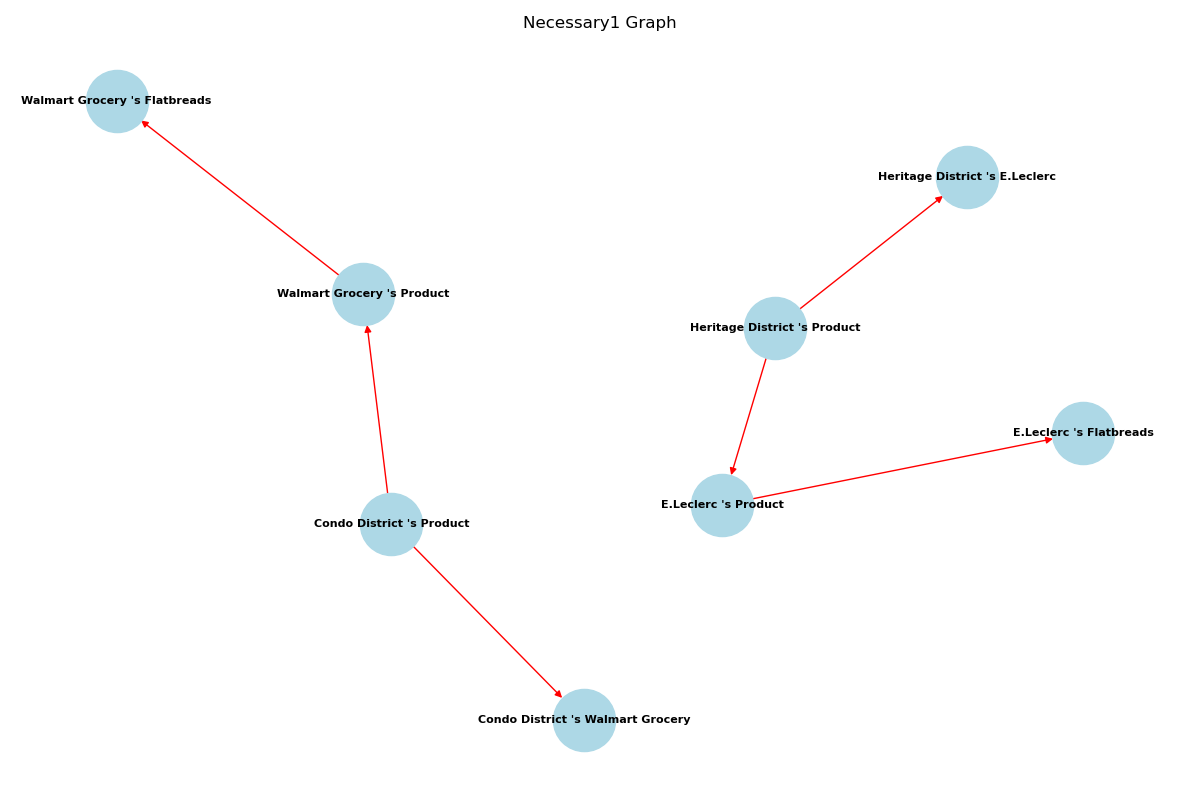 Necessary1 Graph
Walmart Grocery 's Flatbreads
Heritage District 's E.Leclerc
Walmart Grocery 's Product
Heritage District 's Product
E.Leclerc 's Flatbreads
E.Leclerc 's Product
Condo District 's Product
Condo District 's Walmart Grocery